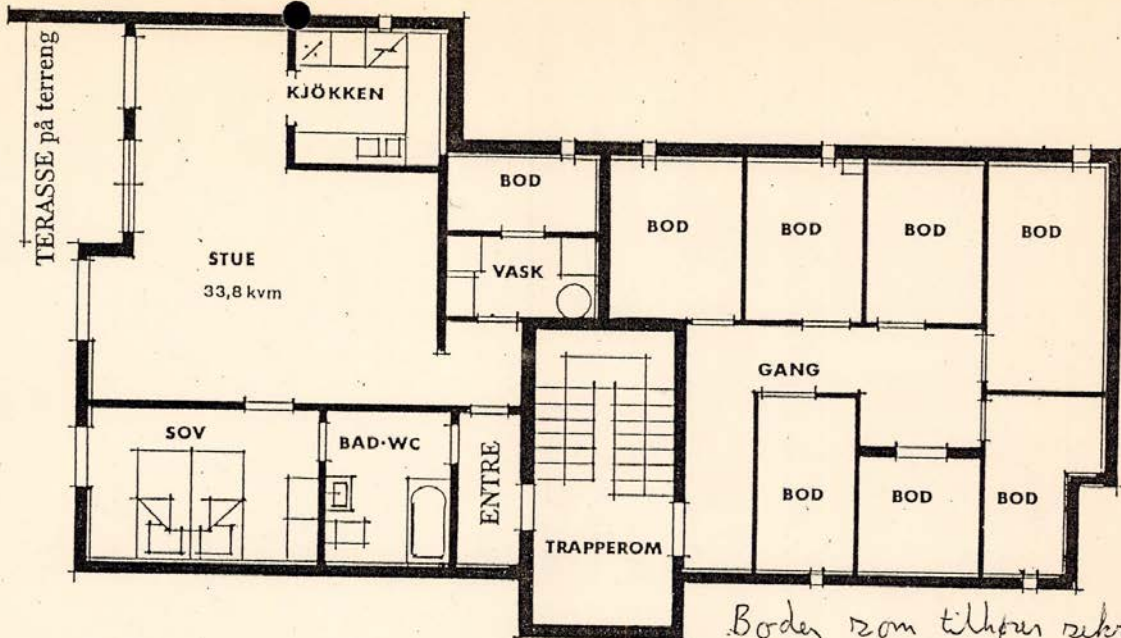 TERASSE på terreng
KJÖKKEN
BOD
BOD
BOD
BOD
BOD
STUE
33,8 kvm
VASK
GANG
SOV
BAD·WC
ENTRE
BOD
BOD
BOD
TRAPPEROM
Boder som tilhører